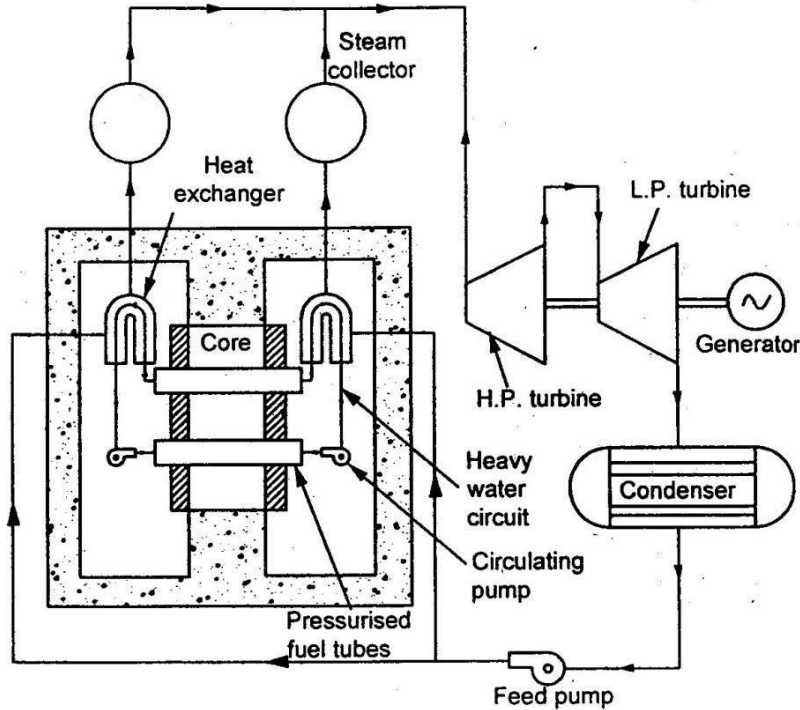 Steam
collector
Heat
exchanger
L.P. turbine
Core
Generator
H.P. turbine
Heavy
water
circuit
Condenser
Circulating
pump
Pressurised
fuel tubes
Feed pump